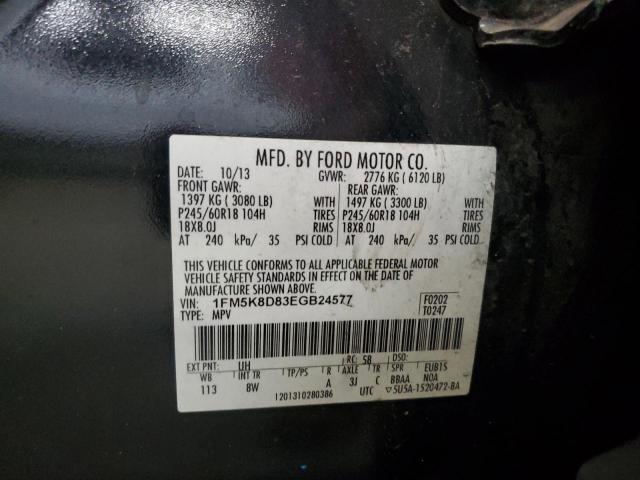 MFD. BY FORD MOTOR CO.
DATE: 10/13 GVWR: 2776 KG ( 6120 LB)
FRONT GAWR: REAR GAWR:
1397 KG ( 3080 LB) WITH 1497 KG ( 3300 LB) WITH
P245/60R18 104H TIRES P245/60R18 104H TIRES
18X8.0J RIMS 18X8.0J RIMS
AT 240 kPa/ 35 PSI COLD AT 240 kPa/ 35 PSI COLD
THIS VEHICLE CONFORMS TO ALL APPLICABLE FEDERAL MOTOR
VEHICLE SAFETY STANDARDS IN EFFECT ON THE DATE OF MANUFACTURE
SHOWN ABOVE.
VIN: 1FM5K8D83EGB24577 F0202
TYPE: MPV T0247
EXT PNT: UH RC: 58 DSO:
WB INT TR TP/PS R AXLE TR SPR EUB1S
113 8W A 3J C BBAA NOA
1201310280386 UTC ▽5U5A-1520472-BA